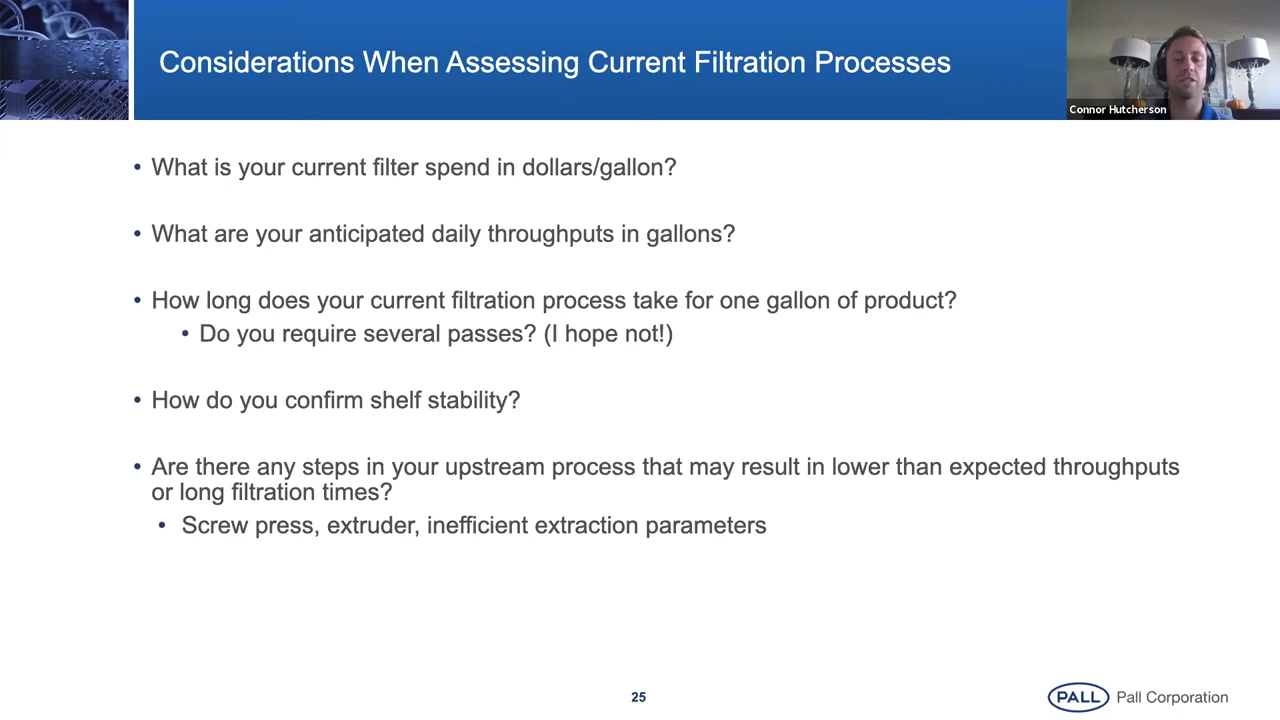 Considerations When Assessing Current Filtration Processes
Connor Hutcherson
• What is your current filter spend in dollars/gallon?
• What are your anticipated daily throughputs in gallons?
• How long does your current filtration process take for one gallon of product?
• Do you require several passes? (I hope not!)
• How do you confirm shelf stability?
• Are there any steps in your upstream process that may result in lower than expected throughputs
or long filtration times?
• Screw press, extruder, inefficient extraction parameters
25
PALL Pall Corporation